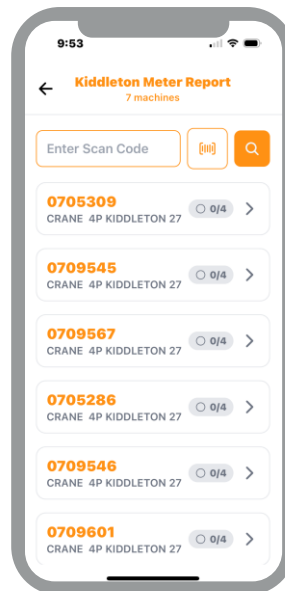 9:53
Kiddleton Meter Report
7 machines
Enter Scan Code
0705309
CRANE 4P KIDDLETON 27
0/4
0709545
CRANE 4P KIDDLETON 27
0/4
0709567
CRANE 4P KIDDLETON 27
0/4
0705286
CRANE 4P KIDDLETON 27
0/4
0709546
CRANE 4P KIDDLETON 27
0/4
0709601
CRANE 4P KIDDLETON 27
0/4